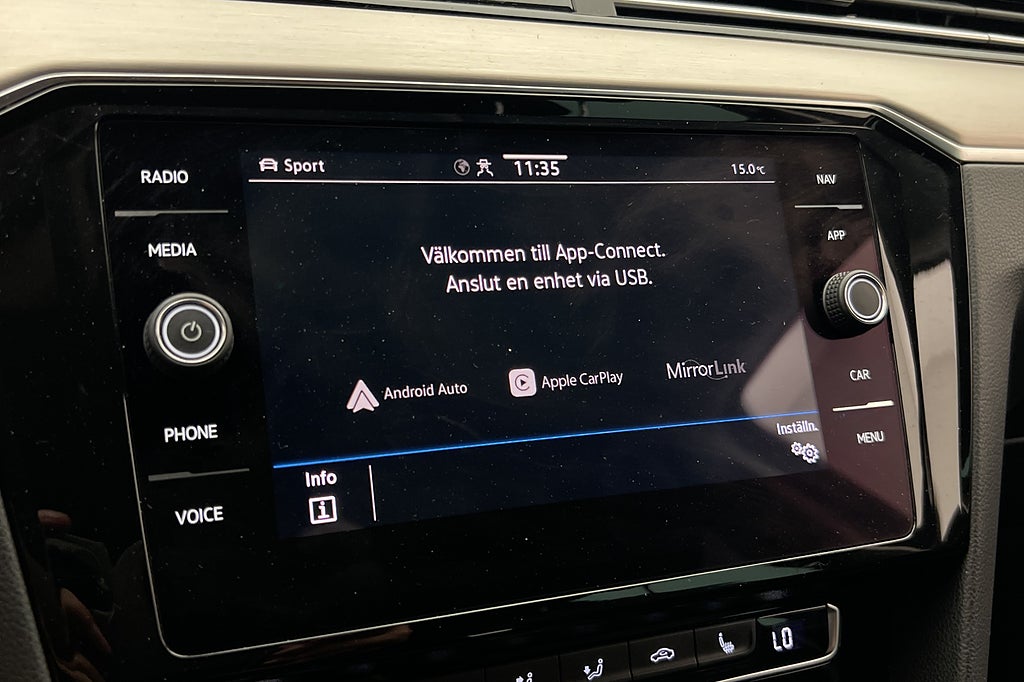 RADIO
MEDIA
PHONE
VOICE
Sport
11:35
15.0°C
Välkommen till App-Connect.
Anslut en enhet via USB.
Android Auto
Apple CarPlay
MirrorLink
Inställn.
Info
NAV
APP
CAR
MENU
LO